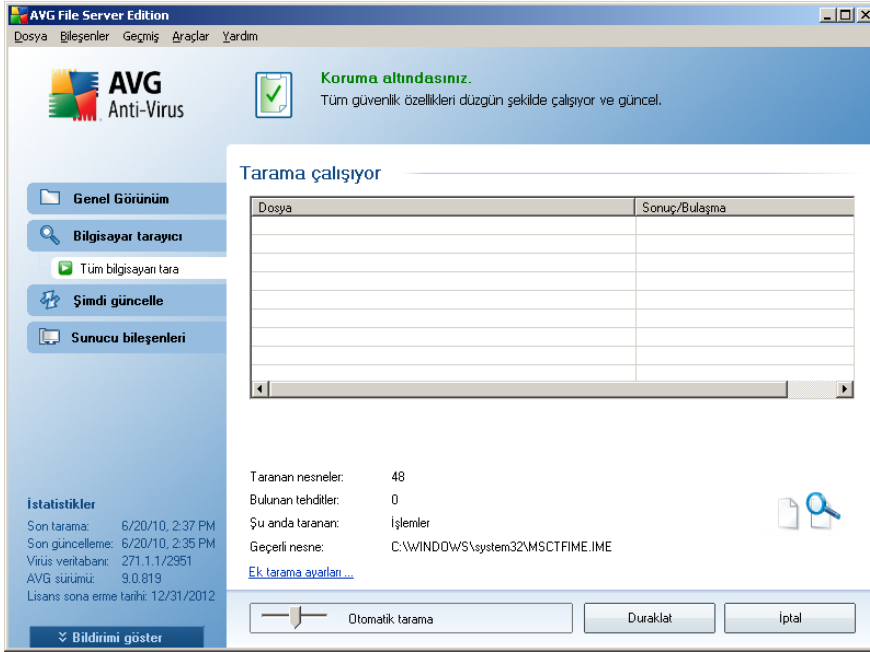 AVG File Server Edition
Dosya Bileşenler Geçmiş Araçlar Yardım
AVG
Anti-Virus
Koruma altındasınız.
Tüm güvenlik özellikleri düzgün şekilde çalışıyor ve güncel.
Genel Görünüm
Bilgisayar tarayıcı
Tüm bilgisayarı tara
Şimdi güncelle
Sunucu bileşenleri
Tarama çalışıyor
Dosya Sonuç/Bulaşma
Taranan nesneler: 48
Bulunan tehditler: 0
Şu anda taranan: İşlemler
Geçerli nesne: C:\WINDOWS\system32\MSCTFIME.IME
Ek tarama ayarları ...
İstatistikler
Son tarama: 6/20/10, 2:37 PM
Son güncelleme: 6/20/10, 2:35 PM
Virüs veritabanı: 271.1.1/2951
AVG sürümü: 9.0.819
Lisans sona erme tarihi: 12/31/2012
Bildirimi göster
Otomatik tarama
Duraklat
İptal